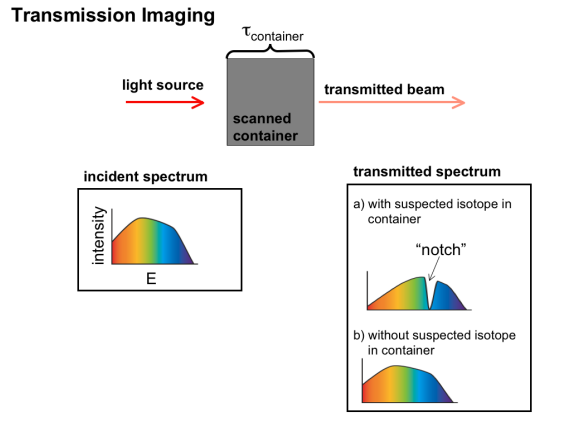 Transmission Imaging
τcontainer
light source
transmitted beam
scanned
container
incident spectrum
intensity
E
transmitted spectrum
a) with suspected isotope in
container
“notch”
b) without suspected isotope
in container